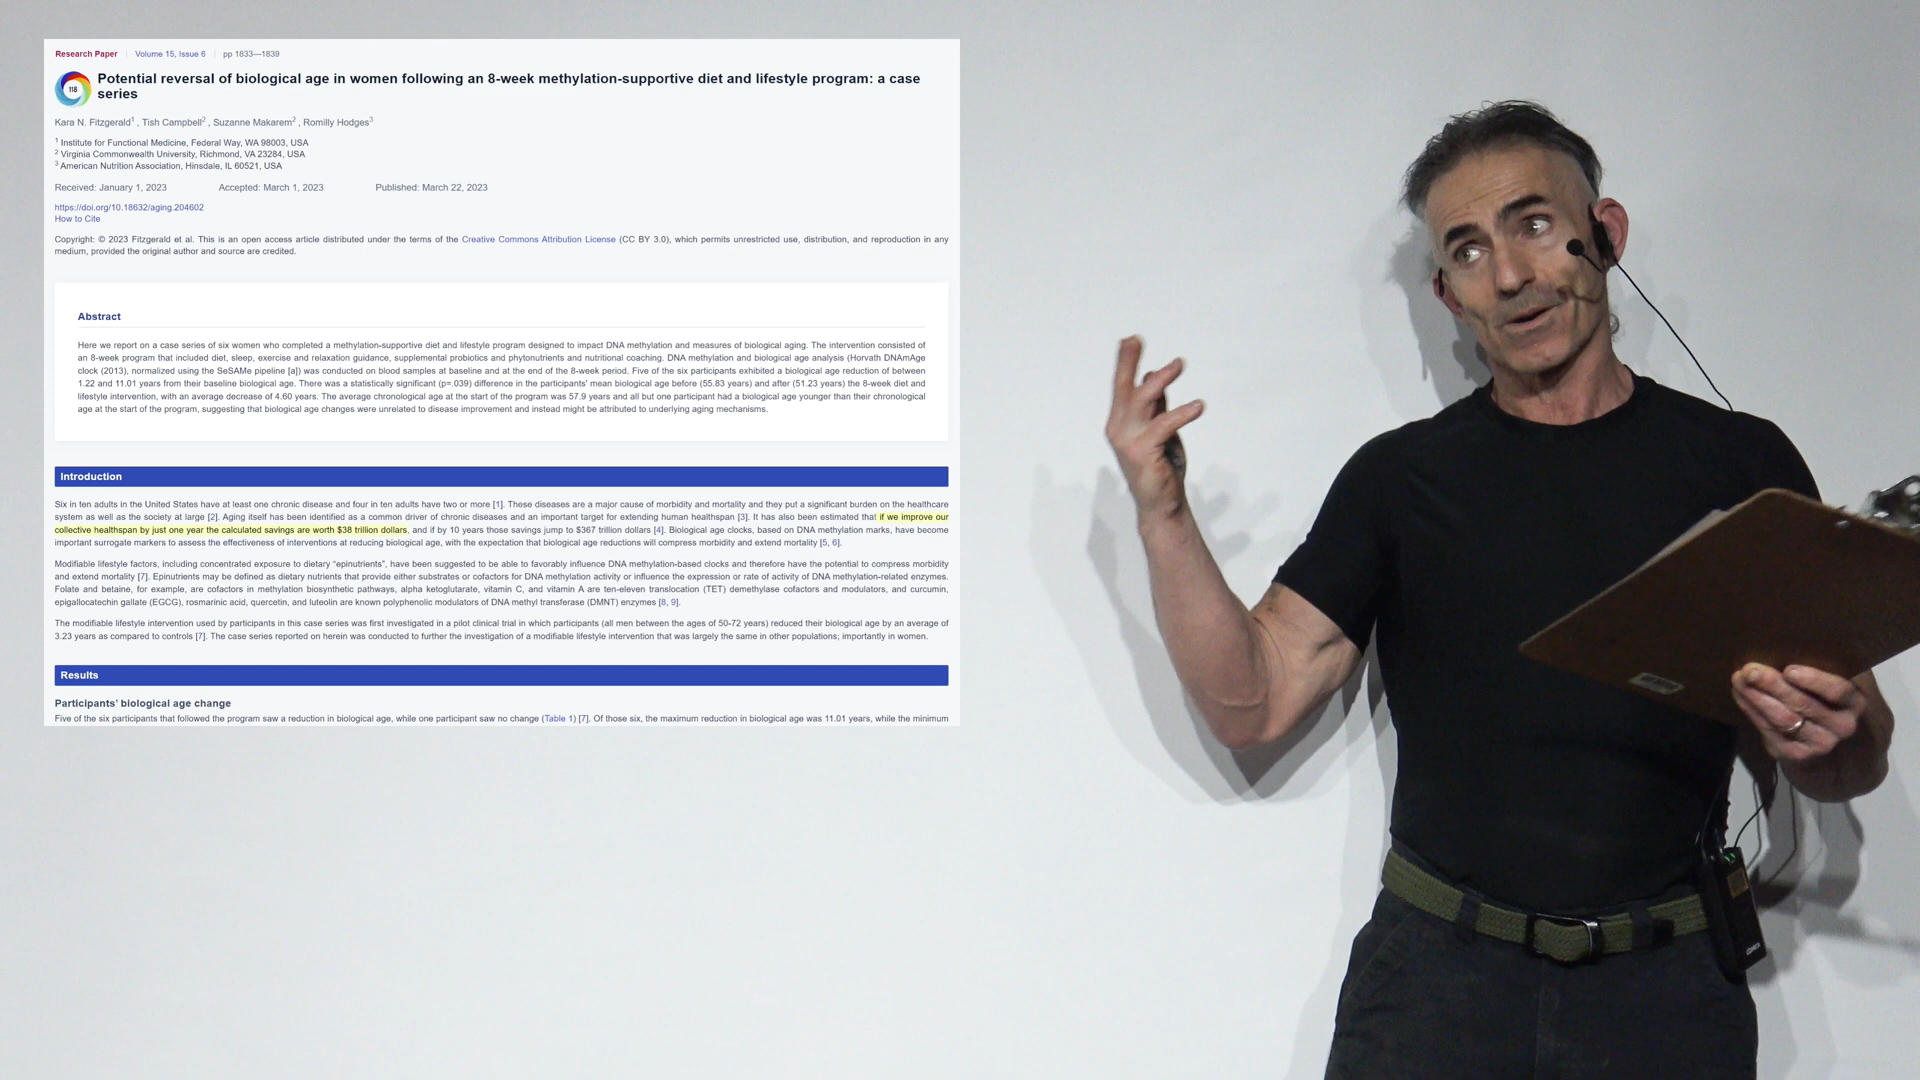 Research Paper Volume 15, Issue 6 pp 1833—1839
118
Potential reversal of biological age in women following an 8-week methylation-supportive diet and lifestyle program: a case
series
Kara N. Fitzgerald1 , Tish Campbell2 , Suzanne Makarem2 , Romilly Hodges3
1 Institute for Functional Medicine, Federal Way, WA 98003, USA
2 Virginia Commonwealth University, Richmond, VA 23284, USA
3 American Nutrition Association, Hinsdale, IL 60521, USA
Received: January 1, 2023 Accepted: March 1, 2023 Published: March 22, 2023
https://doi.org/10.18632/aging.204602
How to Cite
Copyright: © 2023 Fitzgerald et al. This is an open access article distributed under the terms of the Creative Commons Attribution License (CC BY 3.0), which permits unrestricted use, distribution, and reproduction in any
medium, provided the original author and source are credited.
Abstract
Here we report on a case series of six women who completed a methylation-supportive diet and lifestyle program designed to impact DNA methylation and measures of biological aging. The intervention consisted of
an 8-week program that included diet, sleep, exercise and relaxation guidance, supplemental probiotics and phytonutrients and nutritional coaching. DNA methylation and biological age analysis (Horvath DNAmAge
clock (2013), normalized using the SeSAMe pipeline [a]) was conducted on blood samples at baseline and at the end of the 8-week period. Five of the six participants exhibited a biological age reduction of between
1.22 and 11.01 years from their baseline biological age. There was a statistically significant (p=.039) difference in the participants' mean biological age before (55.83 years) and after (51.23 years) the 8-week diet and
lifestyle intervention, with an average decrease of 4.60 years. The average chronological age at the start of the program was 57.9 years and all but one participant had a biological age younger than their chronological
age at the start of the program, suggesting that biological age changes were unrelated to disease improvement and instead might be attributed to underlying aging mechanisms.
Introduction
Six in ten adults in the United States have at least one chronic disease and four in ten adults have two or more [1]. These diseases are a major cause of morbidity and mortality and they put a significant burden on the healthcare
system as well as the society at large [2]. Aging itself has been identified as a common driver of chronic diseases and an important target for extending human healthspan [3]. It has also been estimated that if we improve our
collective healthspan by just one year the calculated savings are worth $38 trillion dollars, and if by 10 years those savings jump to $367 trillion dollars [4]. Biological age clocks, based on DNA methylation marks, have become
important surrogate markers to assess the effectiveness of interventions at reducing biological age, with the expectation that biological age reductions will compress morbidity and extend mortality [5, 6].
Modifiable lifestyle factors, including concentrated exposure to dietary “epinutrients”, have been suggested to be able to favorably influence DNA methylation-based clocks and therefore have the potential to compress morbidity
and extend mortality [7]. Epinutrients may be defined as dietary nutrients that provide either substrates or cofactors for DNA methylation activity or influence the expression or rate of activity of DNA methylation-related enzymes.
Folate and betaine, for example, are cofactors in methylation biosynthetic pathways, alpha ketoglutarate, vitamin C, and vitamin A are ten-eleven translocation (TET) demethylase cofactors and modulators, and curcumin,
epigallocatechin gallate (EGCG), rosmarinic acid, quercetin, and luteolin are known polyphenolic modulators of DNA methyl transferase (DMNT) enzymes [8, 9].
The modifiable lifestyle intervention used by participants in this case series was first investigated in a pilot clinical trial in which participants (all men between the ages of 50-72 years) reduced their biological age by an average of
3.23 years as compared to controls [7]. The case series reported on herein was conducted to further the investigation of a modifiable lifestyle intervention that was largely the same in other populations; importantly in women.
Results
Participants’ biological age change
Five of the six participants that followed the program saw a reduction in biological age, while one participant saw no change (Table 1) [7]. Of those six, the maximum reduction in biological age was 11.01 years, while the minimum